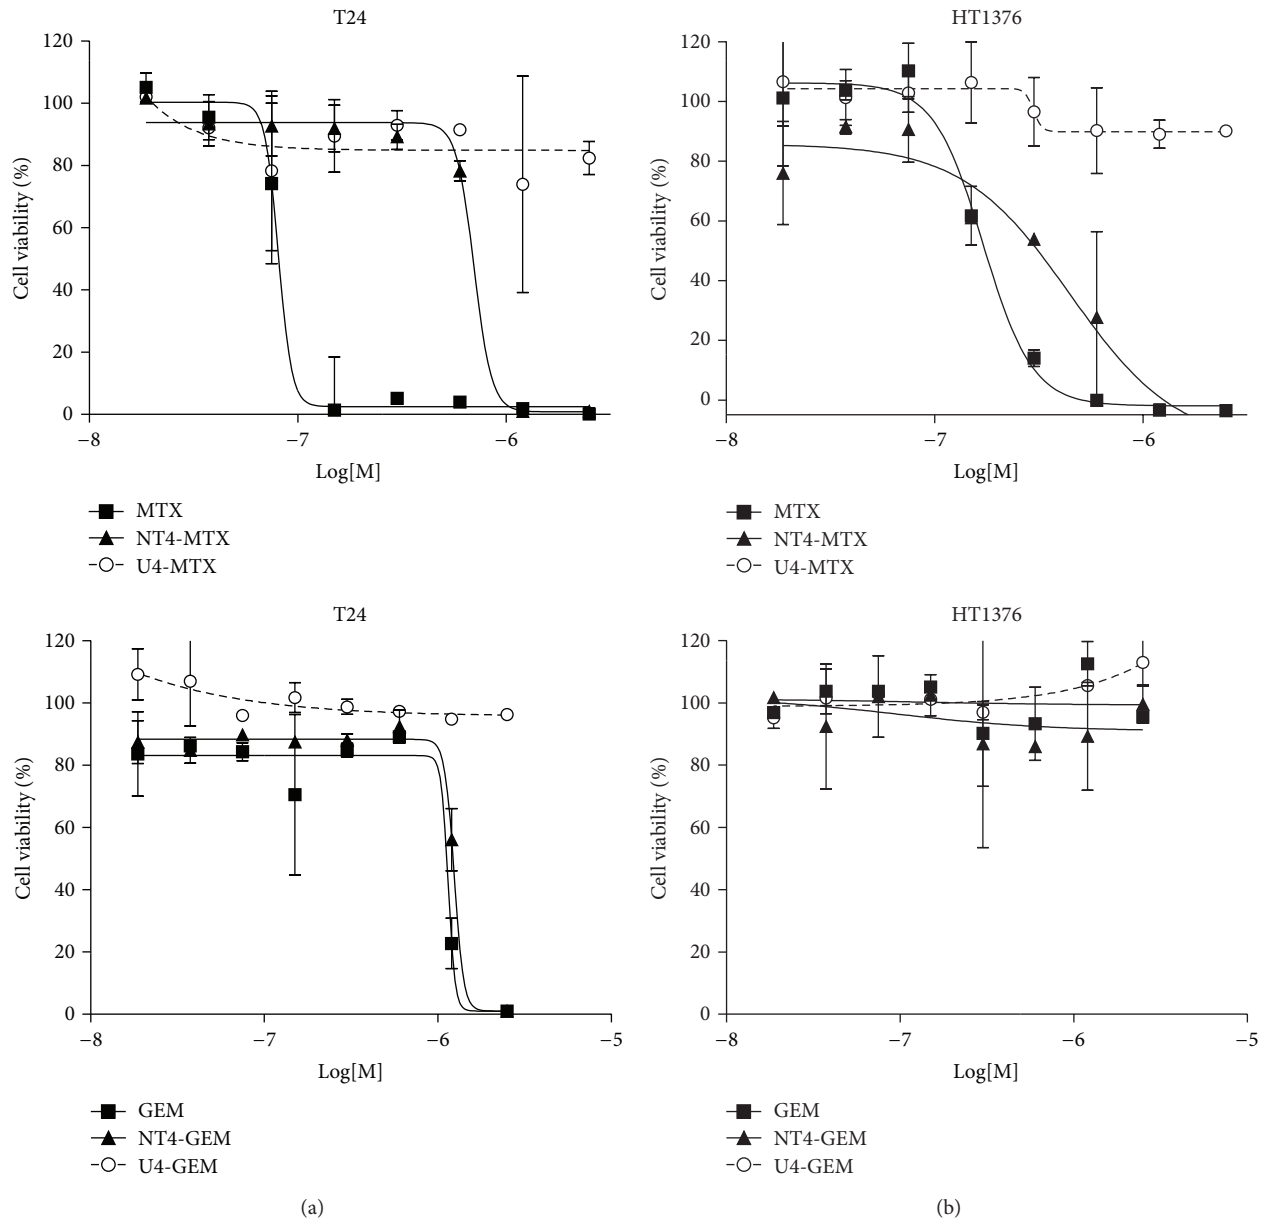 T24
120
100
80
60
40
20
0
Cell viability (%)
−8
−7
−6
Log[M]
MTX
NT4-MTX
U4-MTX
HT1376
120
100
80
60
40
20
0
Cell viability (%)
−8
−7
−6
Log[M]
MTX
NT4-MTX
U4-MTX
T24
120
100
80
60
40
20
0
Cell viability (%)
−8
−7
−6
−5
Log[M]
GEM
NT4-GEM
U4-GEM
(a)
HT1376
120
100
80
60
40
20
0
Cell viability (%)
−8
−7
−6
−5
Log[M]
GEM
NT4-GEM
U4-GEM
(b)